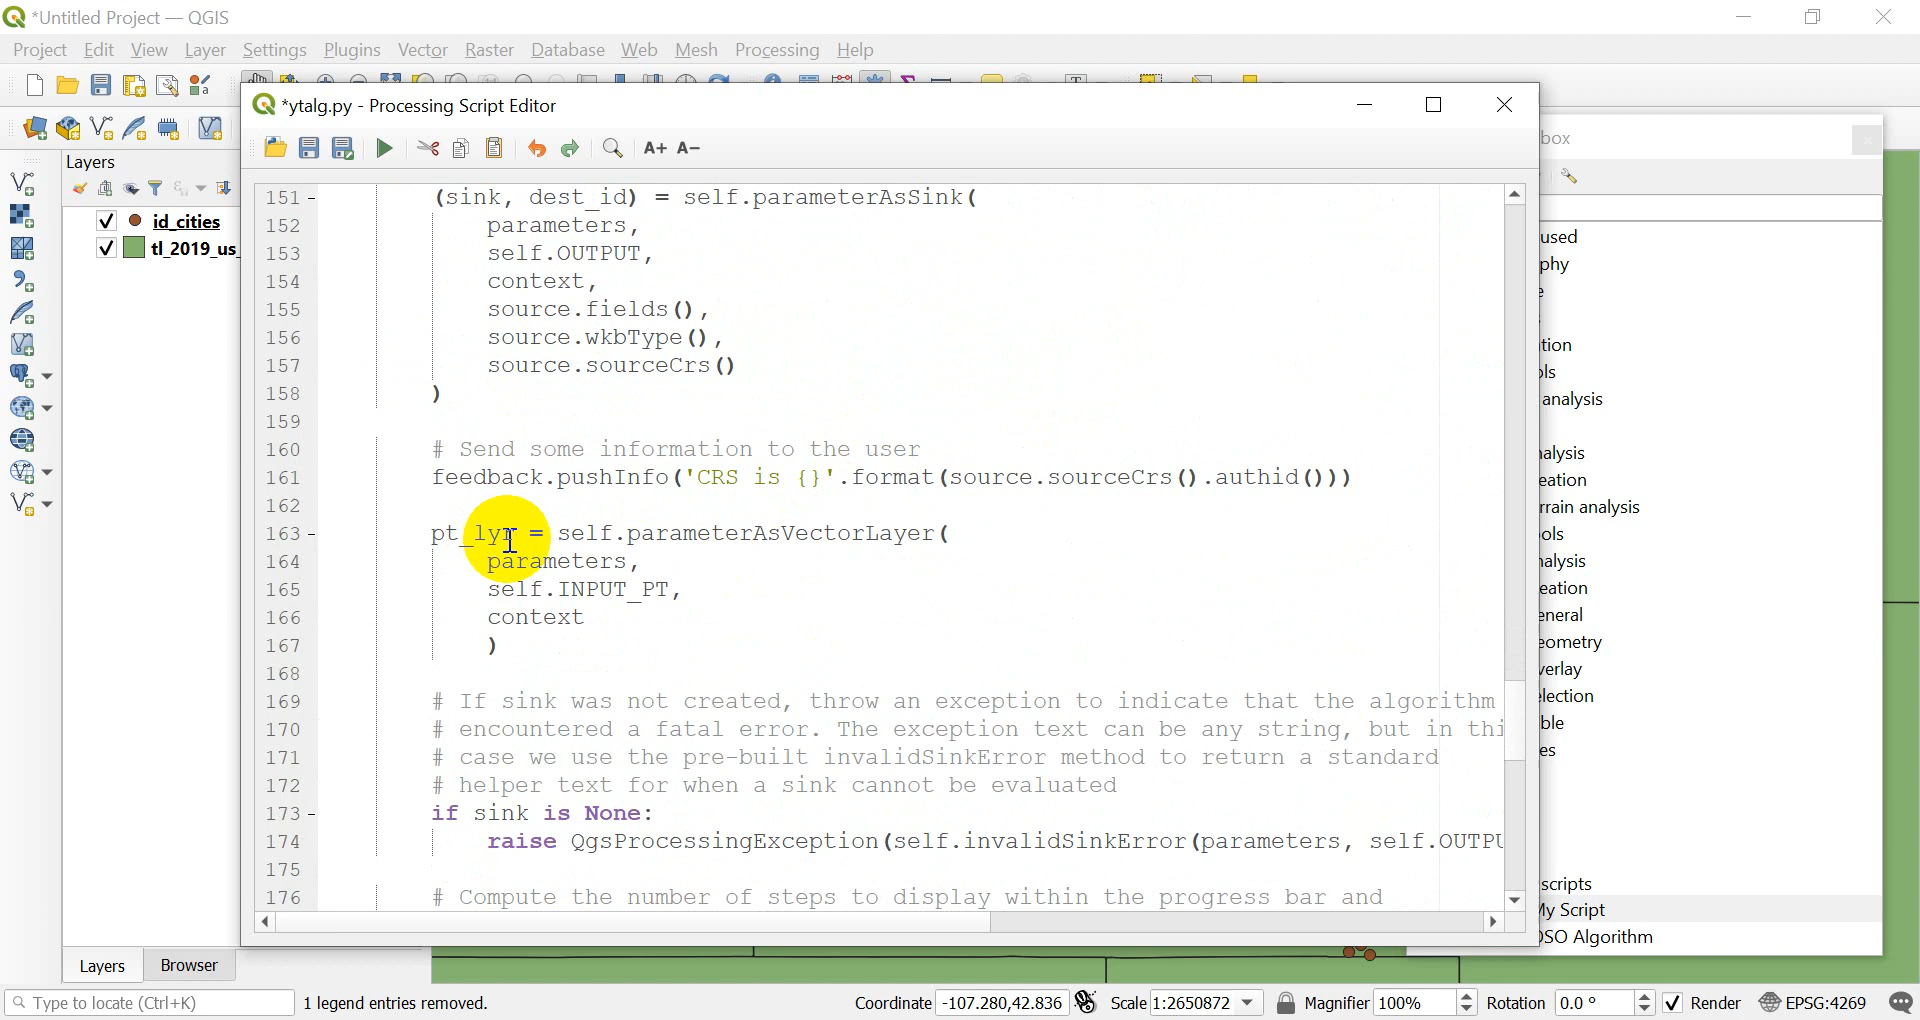 *Untitled Project — QGIS
Project Edit View Layer Settings Plugins Vector Raster Database Web Mesh Processing Help
*ytalg.py - Processing Script Editor
box
A+ A-
Layers
id_cities
tl_2019_us_
151 (sink, dest_id) = self.parameterAsSink(
152 parameters,
153 self.OUTPUT,
154 context,
155 source.fields(),
156 source.wkbType(),
157 source.sourceCrs()
158 )
159
160 # Send some information to the user
161 feedback.pushInfo('CRS is {}'.format(source.sourceCrs().authid()))
162
163 pt_lyr = self.parameterAsVectorLayer(
164 parameters,
165 self.INPUT_PT,
166 context
167 )
168
169 # If sink was not created, throw an exception to indicate that the algorithm
170 # encountered a fatal error. The exception text can be any string, but in thi
171 # case we use the pre-built invalidSinkError method to return a standard
172 # helper text for when a sink cannot be evaluated
173 if sink is None:
174 raise QgsProcessingException(self.invalidSinkError(parameters, self.OUTPU
175
176 # Compute the number of steps to display within the progress bar and
used
phy
e
tion
ols
analysis
alysis
eation
rrain analysis
ols
alysis
eation
eneral
eometry
verlay
election
ble
es
scripts
My Script
OSO Algorithm
Layers Browser
Type to locate (Ctrl+K) 1 legend entries removed. Coordinate -107.280,42.836 Scale 1:2650872 Magnifier 100% Rotation 0.0 ° Render EPSG:4269